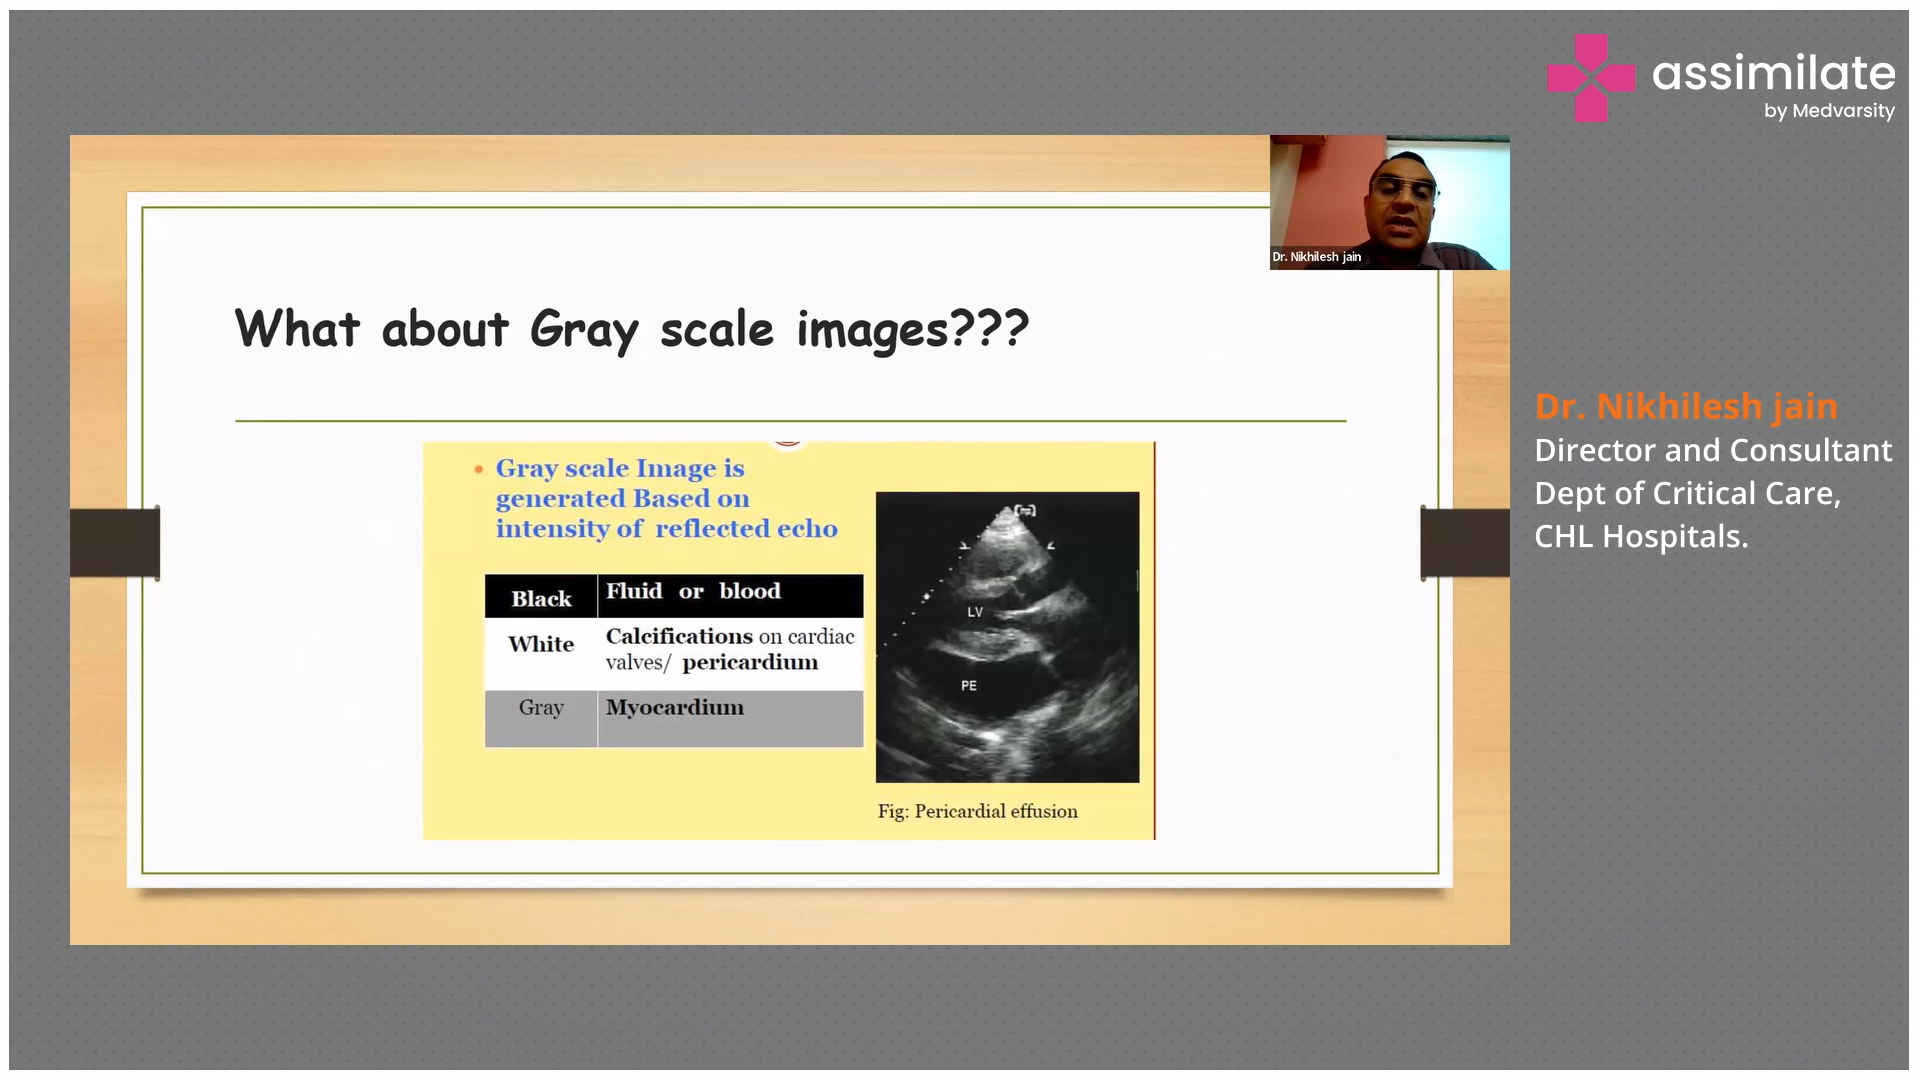 assimilate
by Medvarsity
Dr. Nikhilesh jain
What about Gray scale images???
Dr. Nikhilesh jain
Director and Consultant
Dept of Critical Care,
CHL Hospitals.
• Gray scale Image is
generated Based on
intensity of reflected echo
Black Fluid or blood
White Calcifications on cardiac
valves/ pericardium
Gray Myocardium
LV
PE
Fig: Pericardial effusion